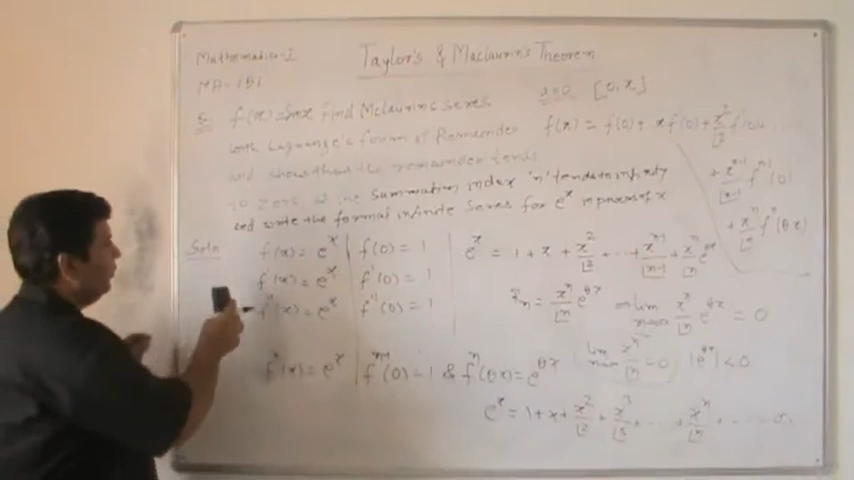 Mathematics-I
MA-101
Taylor's & Maclaurin's Theorem
a=0 [0,x]
f(x) = Sinx Find Mclaurinc series
with Lagrange's form of Remainder
and show that the remainder tends
to zero as the summation index 'n' tends to infinity
and write the formal infinite Series for e^x in powers of x
f(x) = f(0) + x f'(0) + x²/⌊2 f''(0)...
+ x^{n-1}/⌊n-1 f^{n-1}(0)
+ x^n/⌊n f^n(θx)
Soln
f(x) = e^x | f(0) = 1
f'(x) = e^x | f'(0) = 1
f''(x) = e^x | f''(0) = 1
f^n(x) = e^x | f^{n-1}(0) = 1 & f^n(θx) = e^{θx}
e^x = 1 + x + x²/⌊2 + ... + x^{n-1}/⌊n-1 + x^n/⌊n e^{θx}
R_n = x^n/⌊n e^{θx} ⇒ lim x^n/⌊n e^{θx} = 0
lim x^n/⌊n = 0 |e^{θx}| < 0
e^x = 1 + x + x²/⌊2 + x³/⌊3 + ... + x^n/⌊n + ...